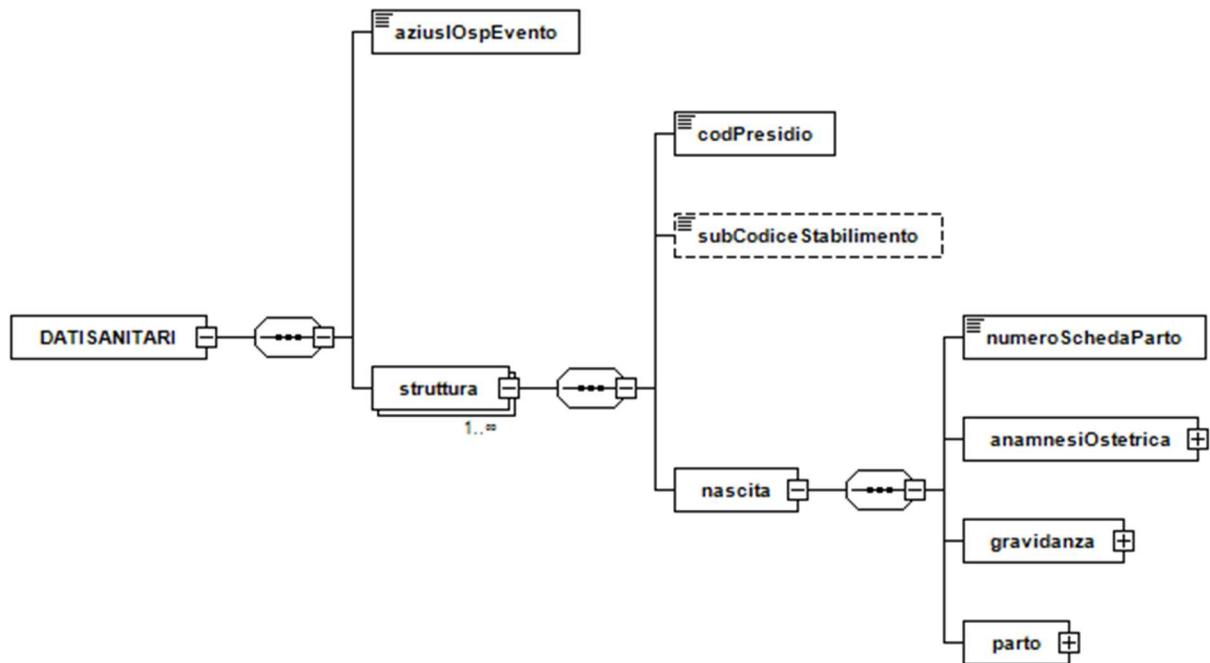 aziuslOspEvento
codPresidio
subCodiceStabilimento
DATISANITARI
numeroSchedaParto
struttura
1..∞
anamnesiOstetrica
nascita
gravidanza
parto